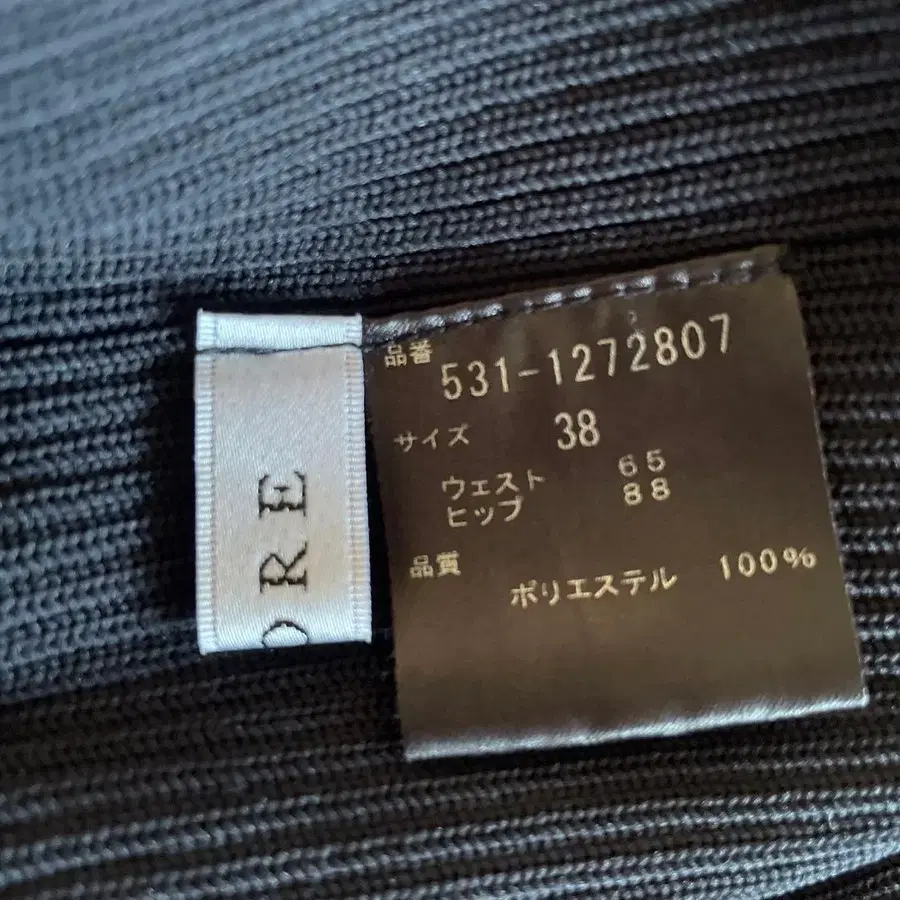 ORE
品番
531-1272807
サイズ 38
ウェスト 65
ヒップ 88
品質
ポリエステル 100%